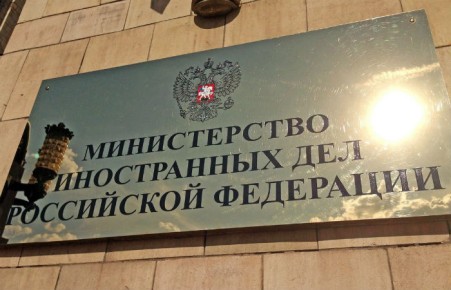 МИНИСТЕРСТВО
ИНОСТРАННЫХ ДЕЛ
РОССИЙСКОЙ ФЕДЕРАЦИИ